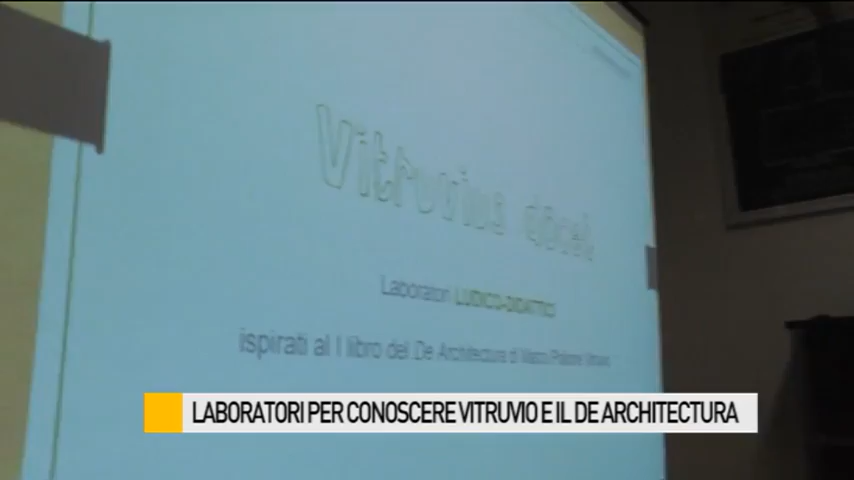 Vitruvius docet
Laboratori LUDICO-DIDATTICI
ispirati al I libro del De Architectura di Marco Pollione Vitruvio
LABORATORI PER CONOSCERE VITRUVIO E IL DE ARCHITECTURA